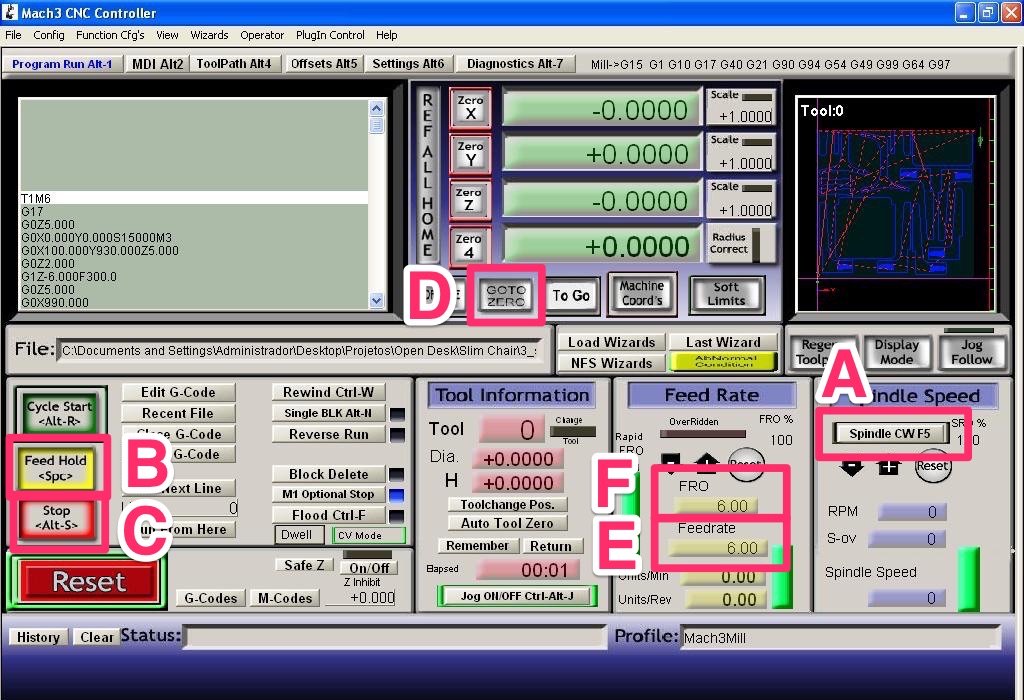 Mach3 CNC Controller
File Config Function Cfg's View Wizards Operator PlugIn Control Help
Program Run Alt-1 MDI Alt2 ToolPath Alt4 Offsets Alt5 Settings Alt6 Diagnostics Alt-7 Mill->G15 G1 G10 G17 G40 G21 G90 G94 G54 G49 G99 G64 G97
T1M6
G17
G0Z5.000
G0X0.000Y0.000S15000M3
G0X100.000Y930.000Z5.000
G0Z2.000
G1Z-6.000F300.0
G0Z5.000
G0X990.000
REF ALL HOME
Zero X -0.0000 Scale +1.0000
Zero Y +0.0000 Scale +1.0000
Zero Z -0.0000 Scale +1.0000
Zero 4 +0.0000 Radius Correct
D
GOTO ZERO
To Go
Machine Coord's
Soft Limits
Tool:0
File: C:\Documents and Settings\Administrador\Desktop\Projetos\Open Desk\Slim Chair\3_
Load Wizards Last Wizard
NFS Wizards AbNormal Condition
Display Mode
Jog Follow
A
Cycle Start <Alt-R>
Feed Hold <Spc>
Stop <Alt-S>
B
C
Reset
Edit G-Code
Recent File
G-Code
G-Code
Next Line 0
From Here
Rewind Ctrl-W
Single BLK Alt-N
Reverse Run
Block Delete
M1 Optional Stop
Flood Ctrl-F
Dwell CV Mode
Safe Z On/Off
Z Inhibit
+0.000
G-Codes M-Codes
Tool Information
Tool 0 Change Tool
Dia. +0.0000
H +0.0000
Toolchange Pos.
Auto Tool Zero
Remember Return
Elapsed 00:01
Jog ON/OFF Ctrl-Alt-J
Feed Rate
OverRidden FRO %
100
Rapid FRO
Reset
F
FRO
6.00
E
Feedrate
6.00
Units/Min 0.00
Units/Rev 0.00
Spindle Speed
Spindle CW F5
Reset
RPM 0
S-ov 0
Spindle Speed
0
History Clear Status: Profile: Mach3Mill